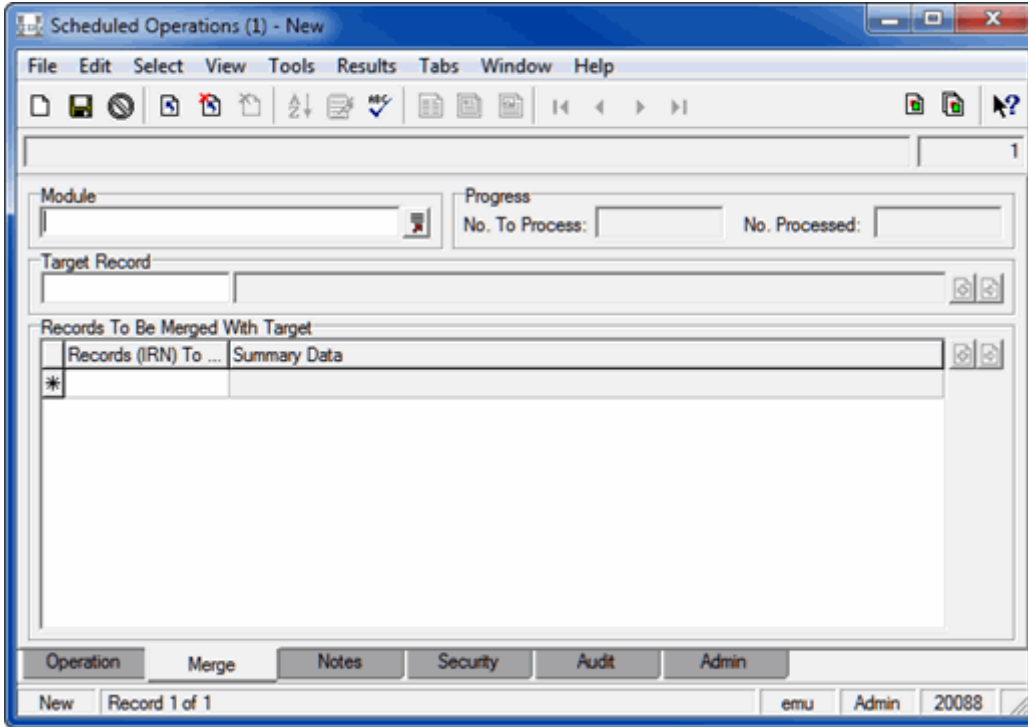 Scheduled Operations (1) - New
File Edit Select View Tools Results Tabs Window Help
ABC
1
Module
Progress
No. To Process: No. Processed:
Target Record
Records To Be Merged With Target
Records (IRN) To ... Summary Data
Operation Merge Notes Security Audit Admin
New Record 1 of 1 emu Admin 20088